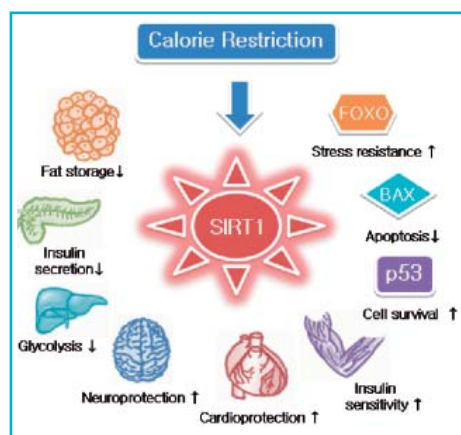 Calorie Restriction
FOXO
Stress resistance ↑
Fat storage↓
SIRT1
BAX
Apoptosis↓
Insulin
secretion↓
p53
Cell survival ↑
Glycolysis ↓
Neuroprotection ↑
Cardioprotection ↑
Insulin
sensitivity ↑